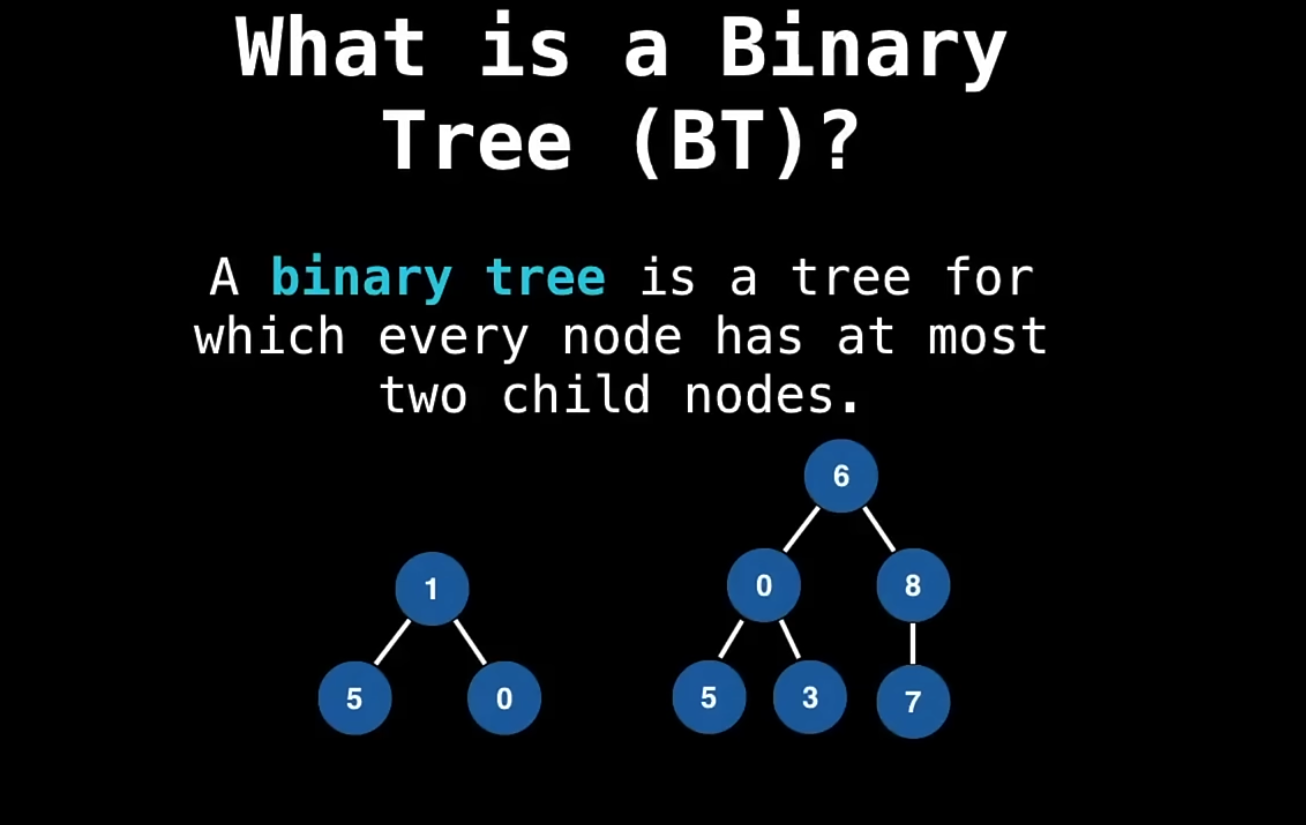 What is a Binary
Tree (BT)?
A binary tree is a tree for
which every node has at most
two child nodes.
6
1
0
8
5
0
5
3
7